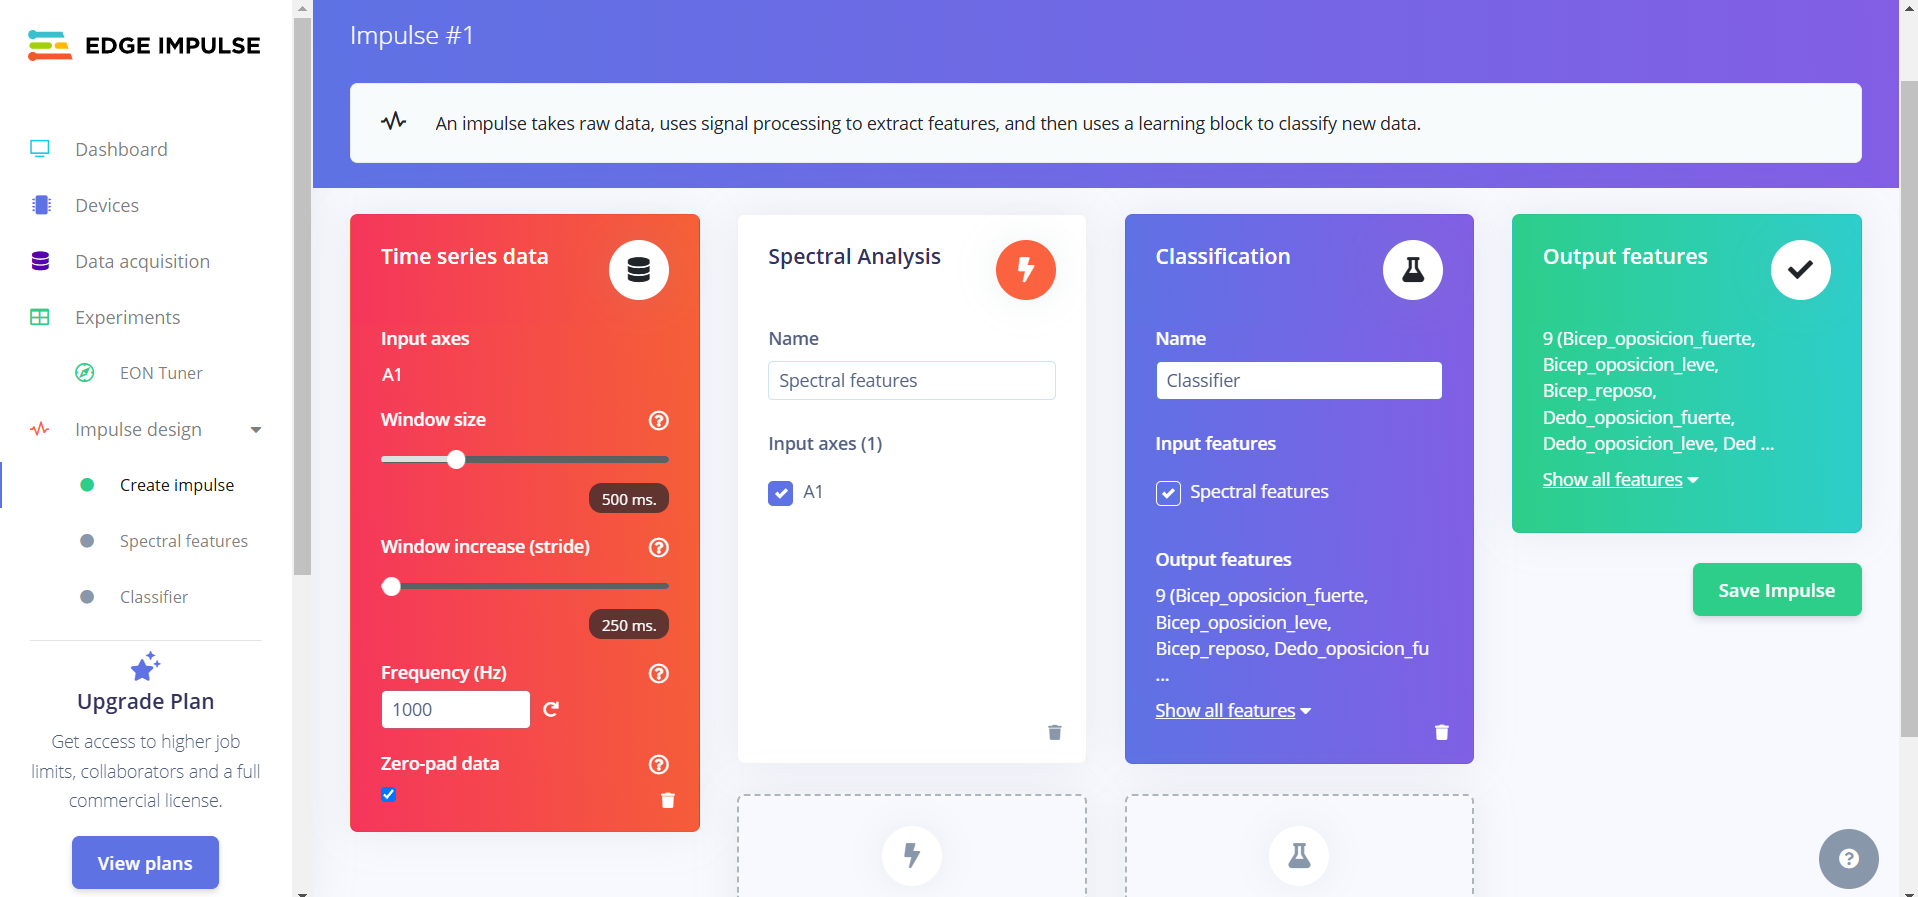 EDGE IMPULSE
Dashboard
Devices
Data acquisition
Experiments
EON Tuner
Impulse design
Create impulse
Spectral features
Classifier
Upgrade Plan
Get access to higher job
limits, collaborators and a full
commercial license.
View plans
Impulse #1
An impulse takes raw data, uses signal processing to extract features, and then uses a learning block to classify new data.
Time series data
Input axes
A1
Window size
500 ms.
Window increase (stride)
250 ms.
Frequency (Hz)
1000
Zero-pad data
Spectral Analysis
Name
Spectral features
Input axes (1)
A1
Classification
Name
Classifier
Input features
Spectral features
Output features
9 (Bicep_oposicion_fuerte,
Bicep_oposicion_leve,
Bicep_reposo, Dedo_oposicion_fu
...
Show all features
Output features
9 (Bicep_oposicion_fuerte,
Bicep_oposicion_leve,
Bicep_reposo,
Dedo_oposicion_fuerte,
Dedo_oposicion_leve, Ded ...
Show all features
Save Impulse